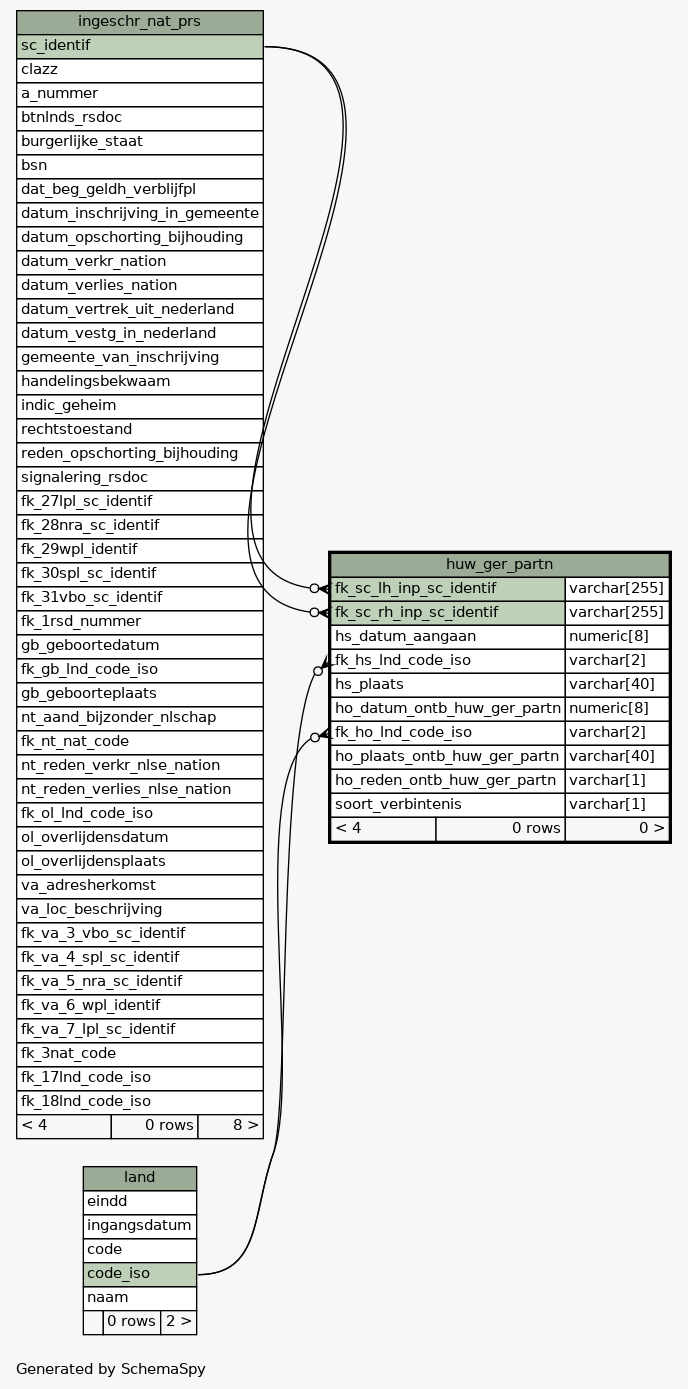 ingeschr_nat_prs
sc_identif
clazz
a_nummer
btnlnds_rsdoc
burgerlijke_staat
bsn
dat_beg_geldh_verblijfpl
datum_inschrijving_in_gemeente
datum_opschorting_bijhouding
datum_verkr_nation
datum_verlies_nation
datum_vertrek_uit_nederland
datum_vestg_in_nederland
gemeente_van_inschrijving
handelingsbekwaam
indic_geheim
rechtstoestand
reden_opschorting_bijhouding
signalering_rsdoc
fk_27lpl_sc_identif
fk_28nra_sc_identif
fk_29wpl_identif
fk_30spl_sc_identif
fk_31vbo_sc_identif
fk_1rsd_nummer
gb_geboortedatum
fk_gb_lnd_code_iso
gb_geboorteplaats
nt_aand_bijzonder_nlschap
fk_nt_nat_code
nt_reden_verkr_nlse_nation
nt_reden_verlies_nlse_nation
fk_ol_lnd_code_iso
ol_overlijdensdatum
ol_overlijdensplaats
va_adresherkomst
va_loc_beschrijving
fk_va_3_vbo_sc_identif
fk_va_4_spl_sc_identif
fk_va_5_nra_sc_identif
fk_va_6_wpl_identif
fk_va_7_lpl_sc_identif
fk_3nat_code
fk_17lnd_code_iso
fk_18lnd_code_iso
< 4 0 rows 8 >
huw_ger_partn
fk_sc_lh_inp_sc_identif varchar[255]
fk_sc_rh_inp_sc_identif varchar[255]
hs_datum_aangaan numeric[8]
fk_hs_lnd_code_iso varchar[2]
hs_plaats varchar[40]
ho_datum_ontb_huw_ger_partn numeric[8]
fk_ho_lnd_code_iso varchar[2]
ho_plaats_ontb_huw_ger_partn varchar[40]
ho_reden_ontb_huw_ger_partn varchar[1]
soort_verbintenis varchar[1]
< 4 0 rows 0 >
land
eindd
ingangsdatum
code
code_iso
naam
0 rows 2 >
Generated by SchemaSpy